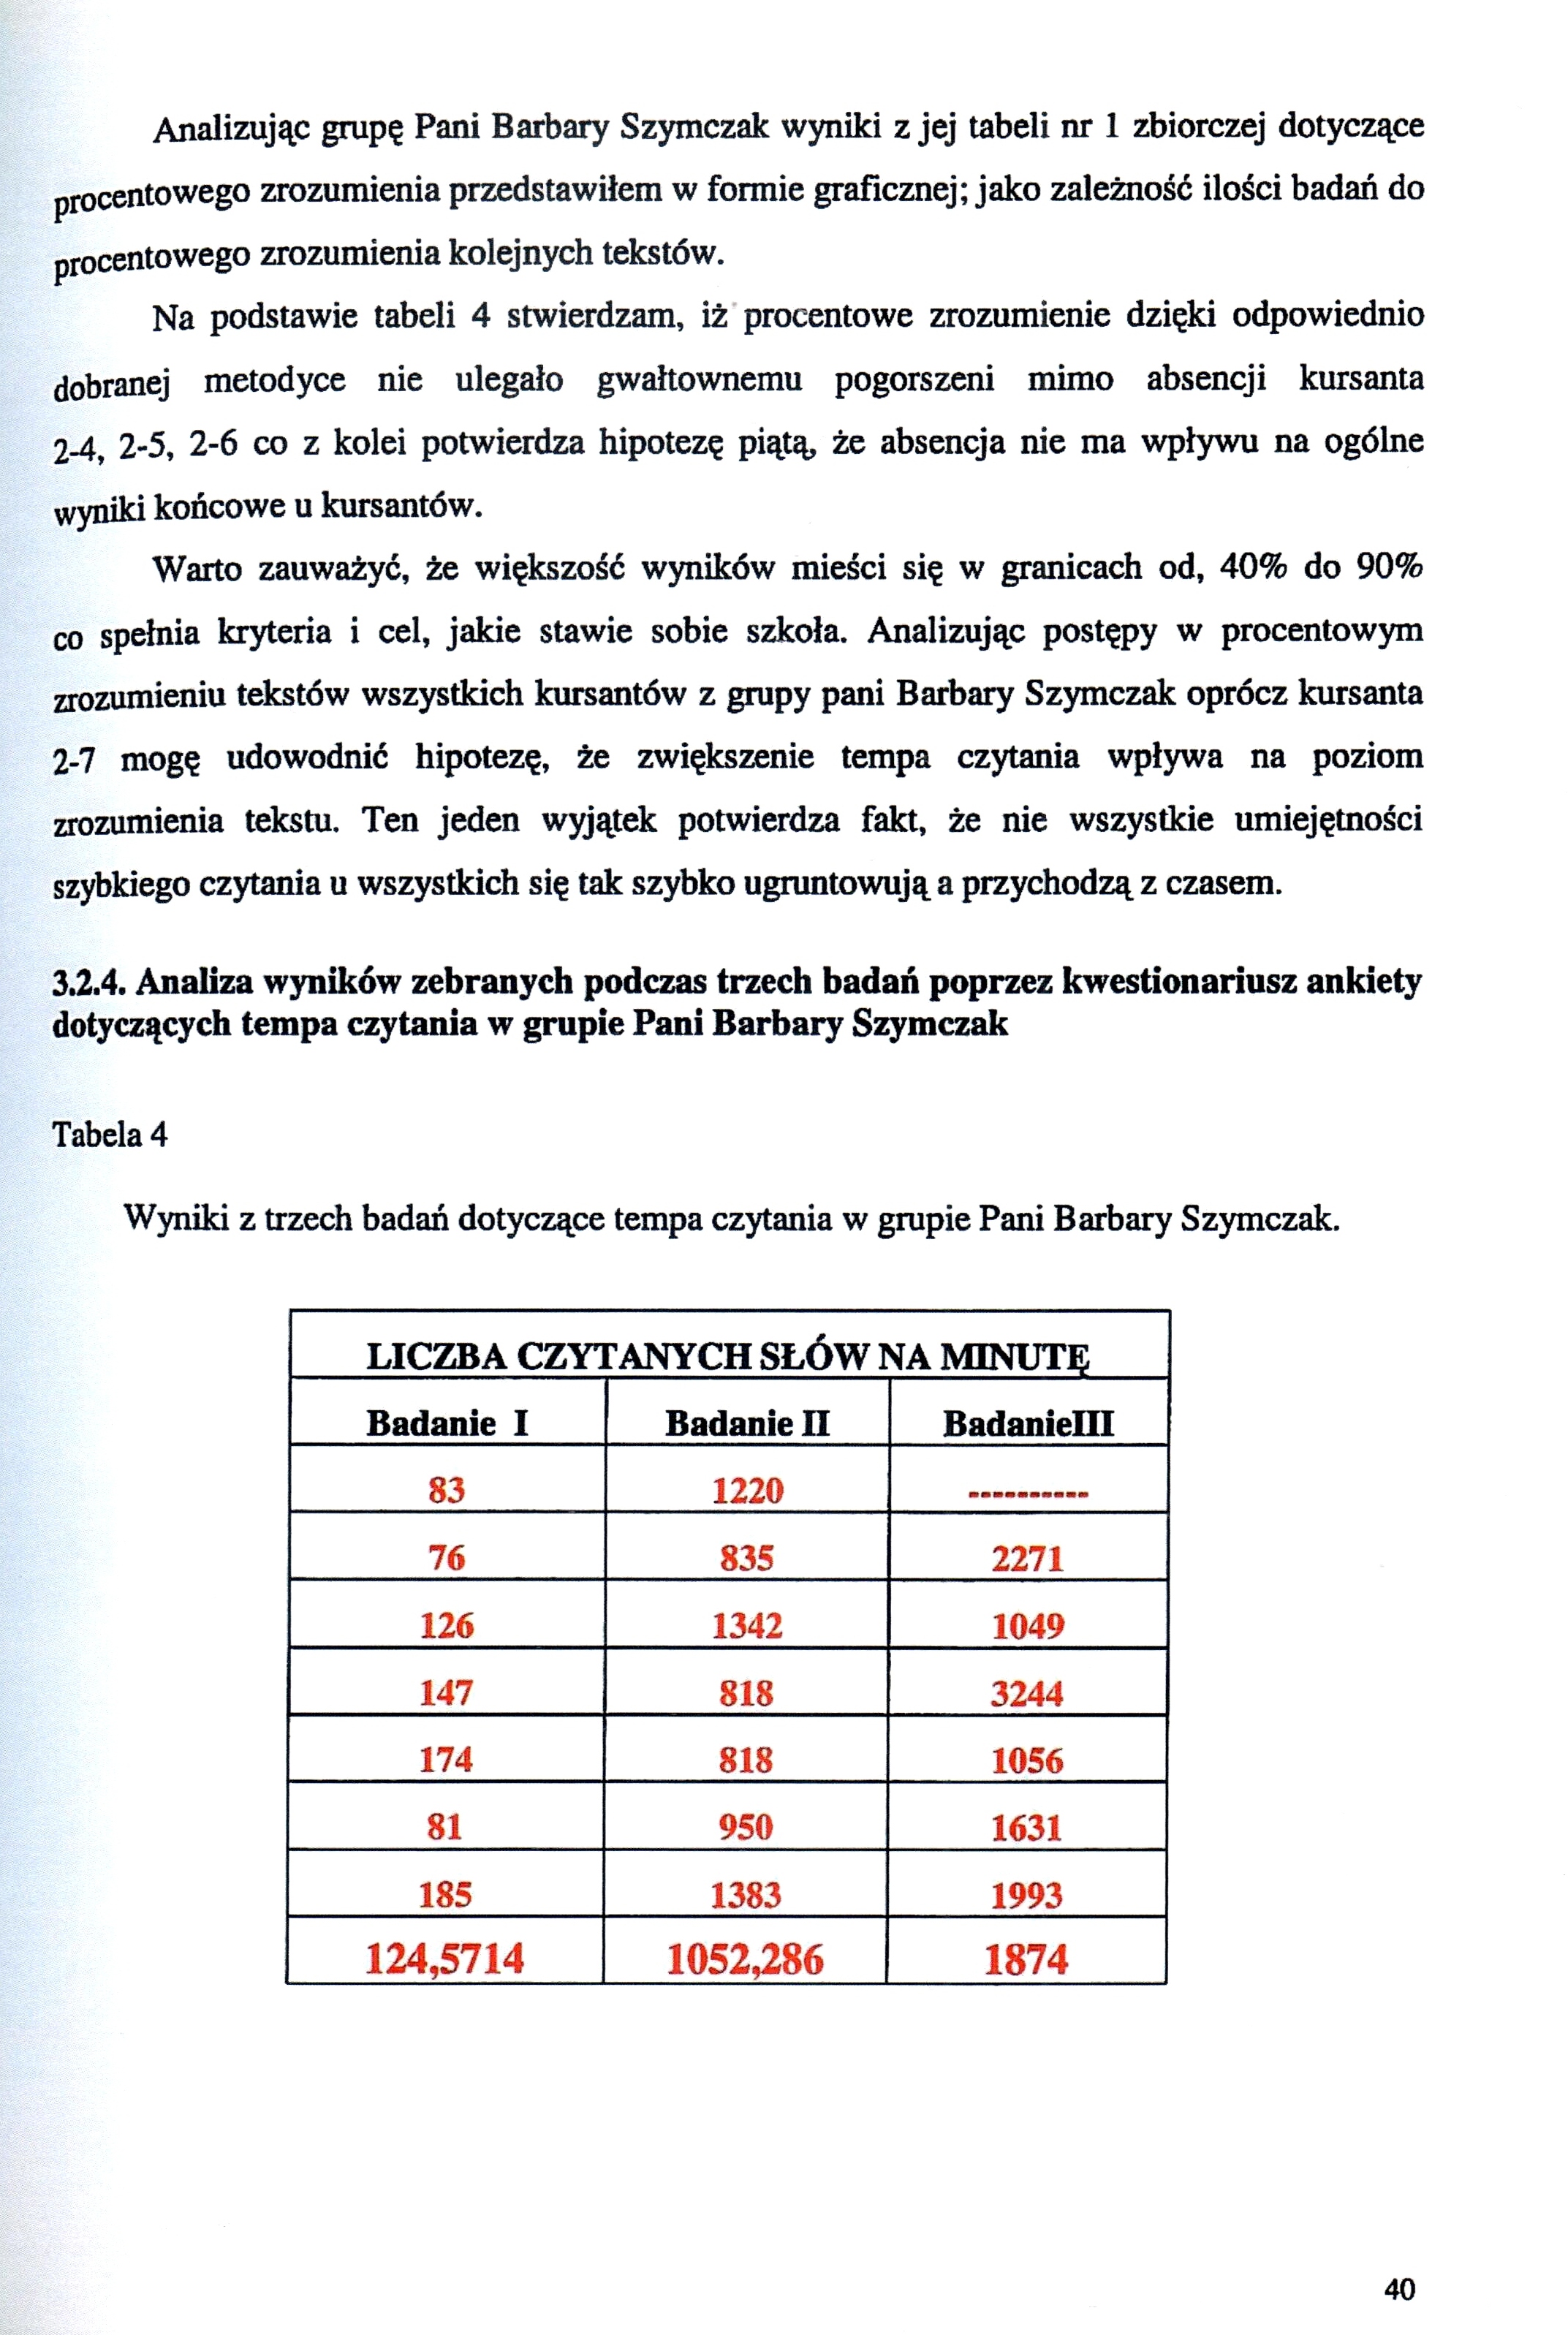 Analizując grupę Pani Barbary Szymczak wyniki z jej tabeli nr 1 zbiorczej dotyczące
procentowego zrozumienia przedstawiłem w formie graficznej; jako zależność ilości badań do
procentowego zrozumienia kolejnych tekstów.
Na podstawie tabeli 4 stwierdzam, iż procentowe zrozumienie dzięki odpowiednio
dobranej metodyce nie ulegało gwałtownemu pogorszeni mimo absencji kursanta
2-4, 2-5, 2-6 co z kolei potwierdza hipotezę piątą, że absencja nie ma wpływu na ogólne
wyniki końcowe u kursantów.
Warto zauważyć, że większość wyników mieści się w granicach od, 40% do 90%
co spełnia kryteria i cel, jakie stawie sobie szkoła. Analizując postępy w procentowym
zrozumieniu tekstów wszystkich kursantów z grupy pani Barbary Szymczak oprócz kursanta
2-7 mogę udowodnić hipotezę, że zwiększenie tempa czytania wpływa na poziom
zrozumienia tekstu. Ten jeden wyjątek potwierdza fakt, że nie wszystkie umiejętności
szybkiego czytania u wszystkich się tak szybko ugruntowują a przychodzą z czasem.
3.2.4. Analiza wyników zebranych podczas trzech badań poprzez kwestionariusz ankiety
dotyczących tempa czytania w grupie Pani Barbary Szymczak
Tabela 4
Wyniki z trzech badań dotyczące tempa czytania w grupie Pani Barbary Szymczak.
LICZBA CZYTANYCH SŁÓW NA MINUTĘ
Badanie I Badanie II BadanieIII
83 1220 ----------
76 835 2271
126 1342 1049
147 818 3244
174 818 1056
81 950 1631
185 1383 1993
124,5714 1052,286 1874
40